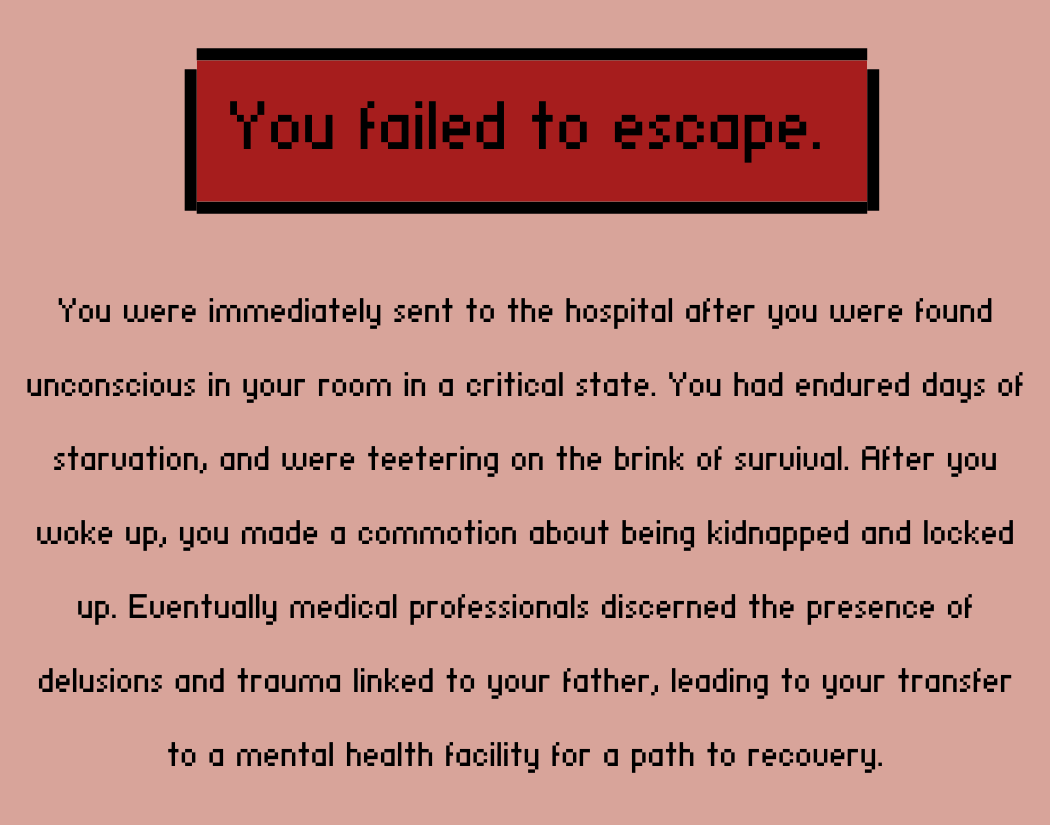 You failed to escape.
You were immediately sent to the hospital after you were found
unconscious in your room in a critical state. You had endured days of
starvation, and were teetering on the brink of survival. After you
woke up, you made a commotion about being kidnapped and locked
up. Eventually medical professionals discerned the presence of
delusions and trauma linked to your father, leading to your transfer
to a mental health facility for a path to recovery.